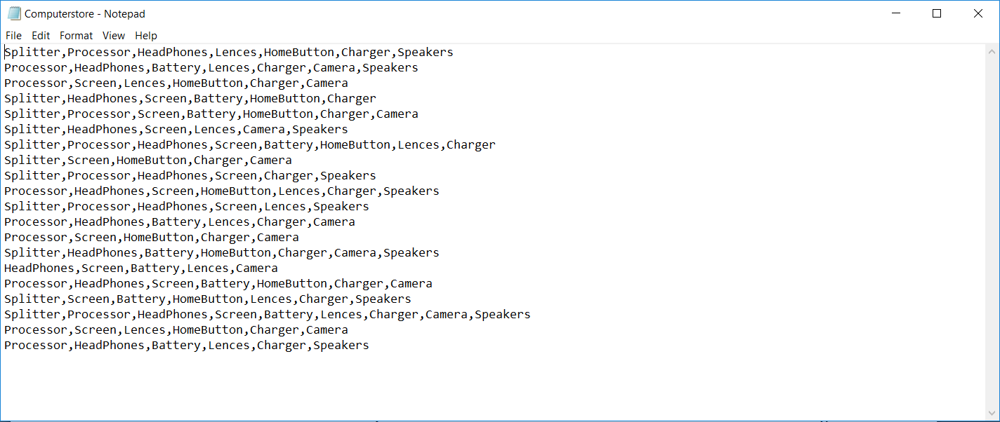 Computerstore - Notepad
File Edit Format View Help
Splitter,Processor,HeadPhones,Lences,HomeButton,Charger,Speakers
Processor,HeadPhones,Battery,Lences,Charger,Camera,Speakers
Processor,Screen,Lences,HomeButton,Charger,Camera
Splitter,HeadPhones,Screen,Battery,HomeButton,Charger
Splitter,Processor,Screen,Battery,HomeButton,Charger,Camera
Splitter,HeadPhones,Screen,Lences,Camera,Speakers
Splitter,Processor,HeadPhones,Screen,Battery,HomeButton,Lences,Charger
Splitter,Screen,HomeButton,Charger,Camera
Splitter,Processor,HeadPhones,Screen,Charger,Speakers
Processor,HeadPhones,Screen,HomeButton,Lences,Charger,Speakers
Splitter,Processor,HeadPhones,Screen,Lences,Speakers
Processor,HeadPhones,Battery,Lences,Charger,Camera
Processor,Screen,HomeButton,Charger,Camera
Splitter,HeadPhones,Battery,HomeButton,Charger,Camera,Speakers
HeadPhones,Screen,Battery,Lences,Camera
Processor,HeadPhones,Screen,Battery,HomeButton,Charger,Camera
Splitter,Screen,Battery,HomeButton,Lences,Charger,Speakers
Splitter,Processor,HeadPhones,Screen,Battery,Lences,Charger,Camera,Speakers
Processor,Screen,Lences,HomeButton,Charger,Camera
Processor,HeadPhones,Battery,Lences,Charger,Speakers